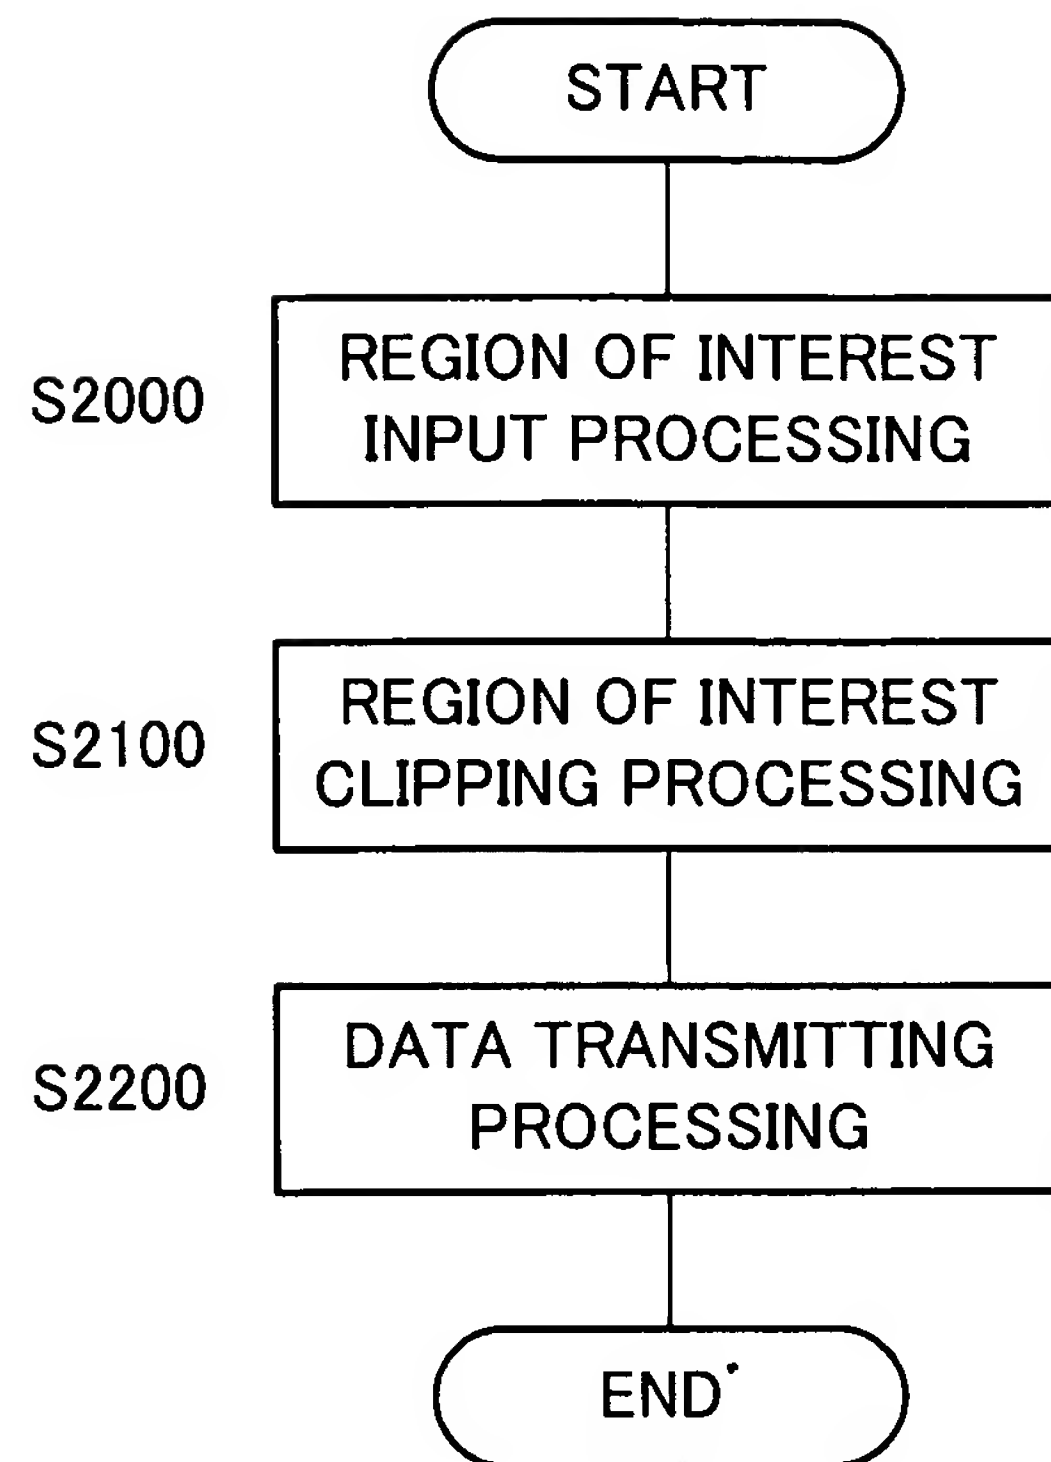 START
S2000
REGION OF INTEREST
INPUT PROCESSING
S2100
REGION OF INTEREST
CLIPPING PROCESSING
S2200
DATA TRANSMITTING
PROCESSING
END